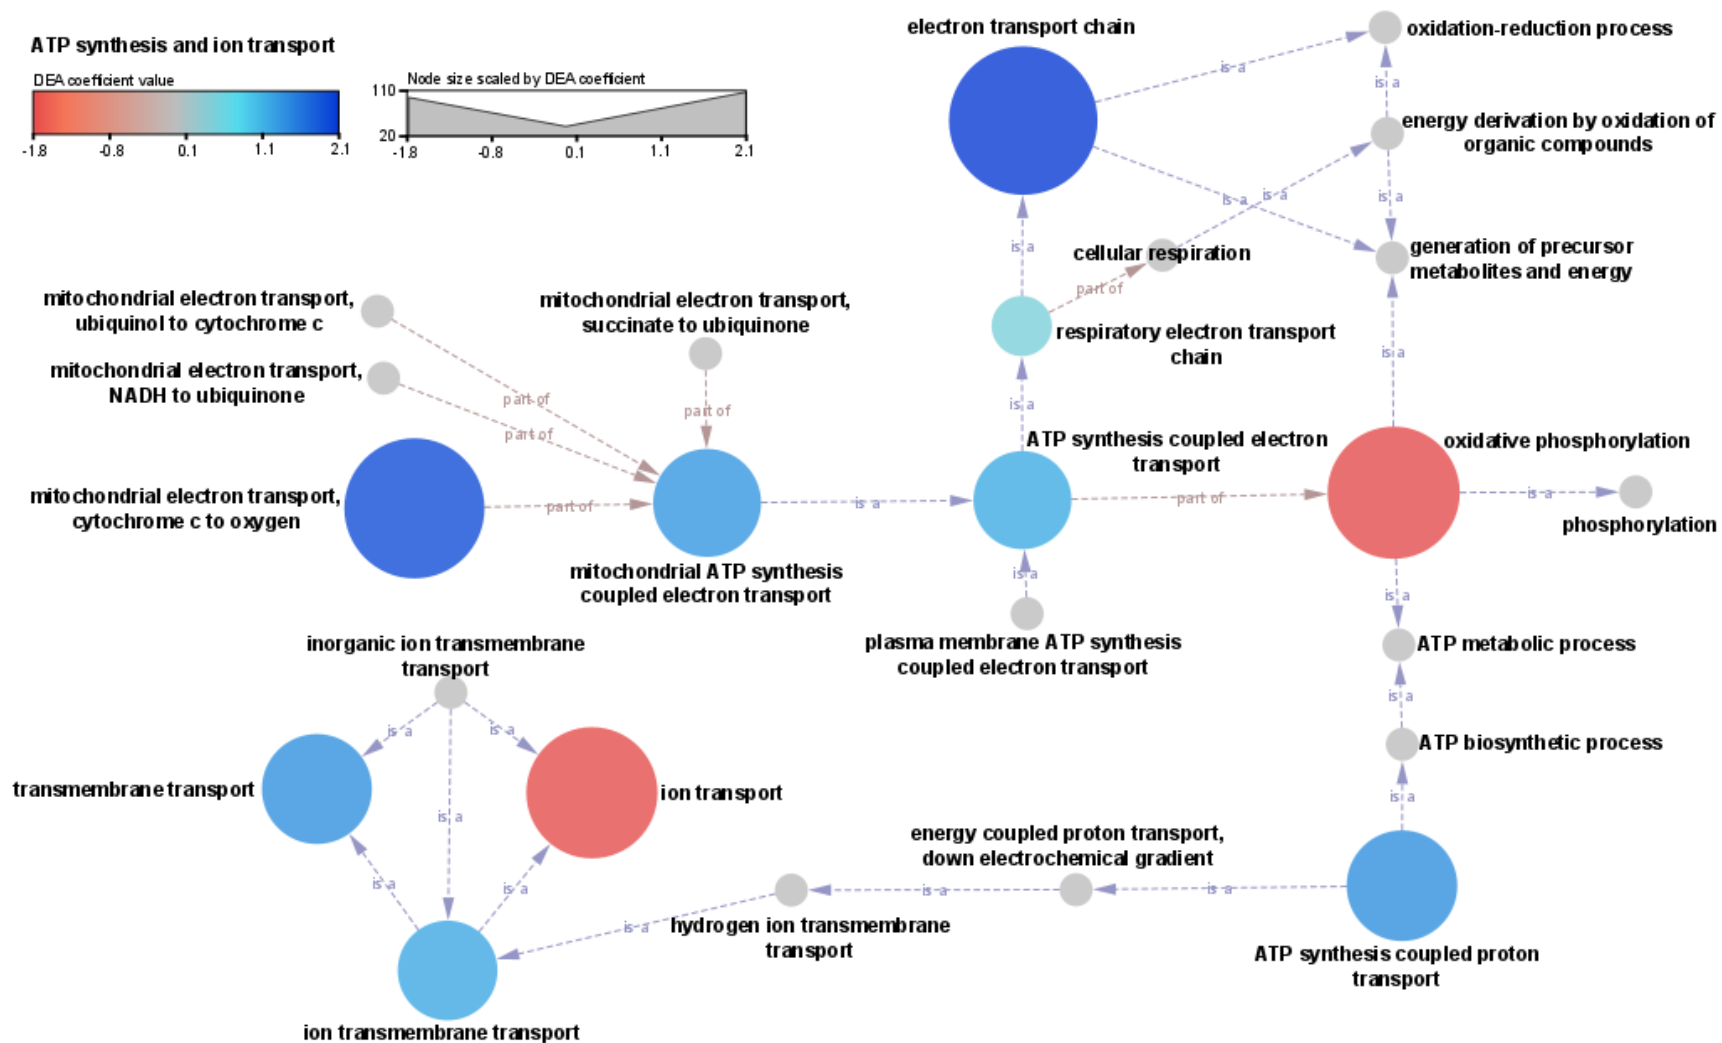 ATP synthesis and ion transport
DEA coefficient value
-1.8 -0.8 0.1 1.1 2.1
Node size scaled by DEA coefficient
110
20
-1.8 -0.8 0.1 1.1 2.1
electron transport chain
oxidation-reduction process
is a
is a
energy derivation by oxidation of
organic compounds
is a
is a
is a
is a
cellular respiration
generation of precursor
metabolites and energy
part of
mitochondrial electron transport,
ubiquinol to cytochrome c
mitochondrial electron transport,
succinate to ubiquinone
respiratory electron transport
chain
is a
mitochondrial electron transport,
NADH to ubiquinone
part of
part of
part of
is a
ATP synthesis coupled electron
transport
oxidative phosphorylation
mitochondrial electron transport,
cytochrome c to oxygen
part of
is a
part of
is a
phosphorylation
mitochondrial ATP synthesis
coupled electron transport
is a
is a
plasma membrane ATP synthesis
coupled electron transport
ATP metabolic process
inorganic ion transmembrane
transport
is a
is a
is a
ATP biosynthetic process
transmembrane transport
ion transport
is a
is a
energy coupled proton transport,
down electrochemical gradient
is a
is a
is a
is a
is a
hydrogen ion transmembrane
transport
ATP synthesis coupled proton
transport
ion transmembrane transport